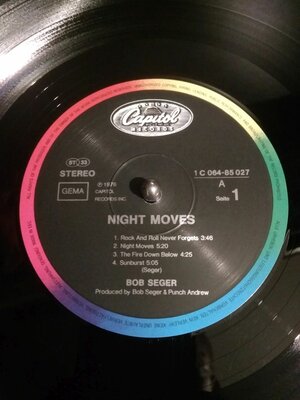 Capitol
RECORDS
ST 33
STEREO
GEMA
℗ 1976
CAPITOL
RECORDS INC.
1 C 064-85 027
A
Seite 1
NIGHT MOVES
1. Rock And Roll Never Forgets 3:46
2. Night Moves 5:20
3. The Fire Down Below 4:25
4. Sunburst 5:05
(Seger)
BOB SEGER
Produced by Bob Seger & Punch Andrew